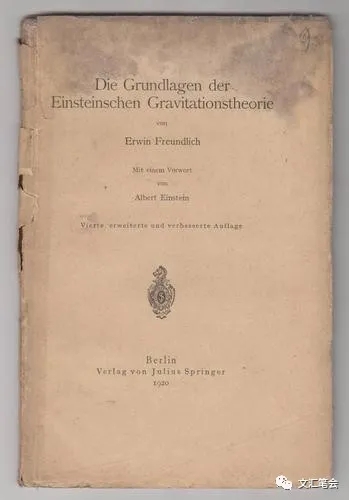 Die Grundlagen der
Einsteinschen Gravitationstheorie
von
Erwin Freundlich
Mit einem Vorwort
von
Albert Einstein
Vierte, erweiterte und verbesserte Auflage
Berlin
Verlag von Julius Springer
1920
文汇笔会